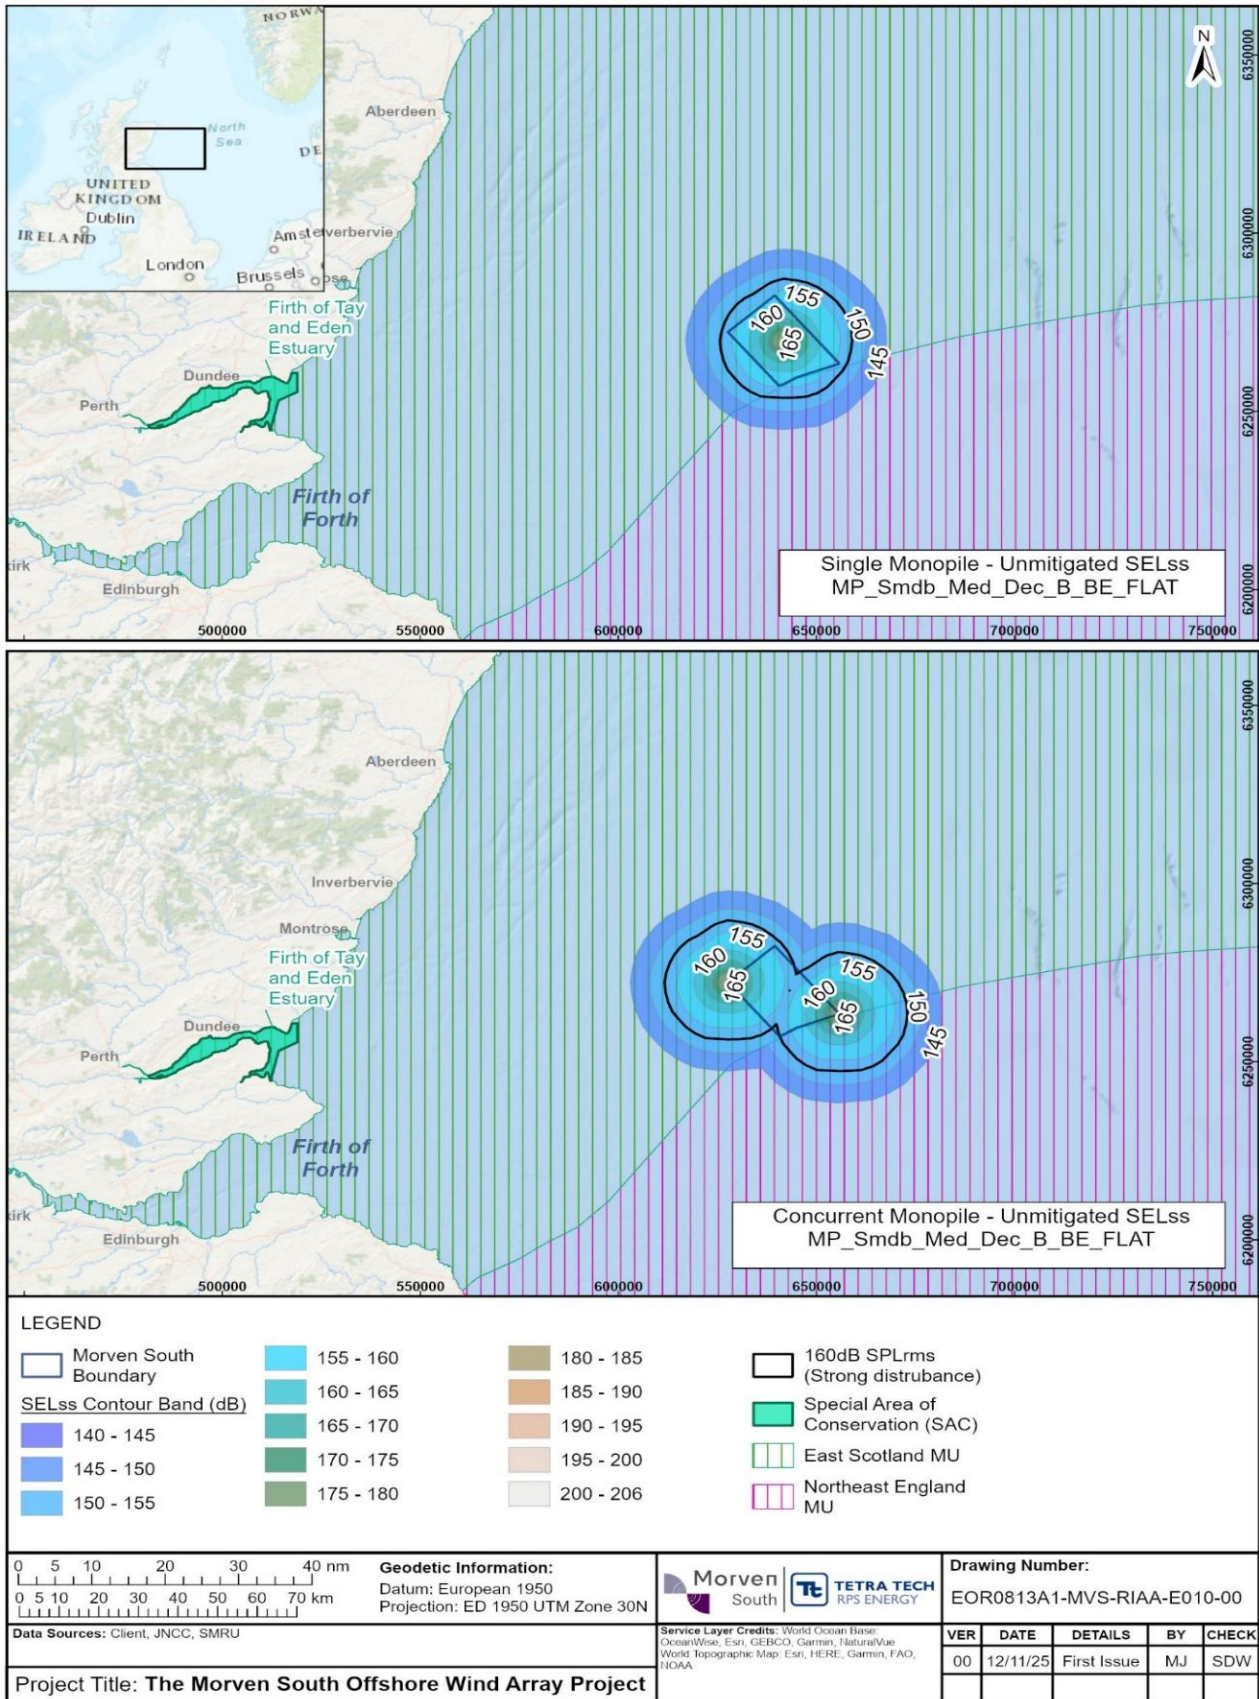 NORWA
N
Aberdeen
North
Sea
DE
UNITED
KINGDOM
Dublin
IRELAND
Amste
verbervie
London
Brussels
ose
Firth of Tay
and Eden
Estuary
Dundee
Perth
Firth of
Forth
kirk
Edinburgh
155
160
150
165
145
6350000
6300000
6250000
6200000
Single Monopile - Unmitigated SELss
MP_Smdb_Med_Dec_B_BE_FLAT
500000
550000
600000
650000
700000
750000
Aberdeen
Inverbervie
Montrose
Firth of Tay
and Eden
Estuary
Dundee
Perth
Firth of
Forth
kirk
Edinburgh
155
160
165
155
160
165
150
145
6350000
6300000
6250000
6200000
Concurrent Monopile - Unmitigated SELss
MP_Smdb_Med_Dec_B_BE_FLAT
500000
550000
600000
650000
700000
750000
LEGEND
Morven South
Boundary
SELss Contour Band (dB)
140 - 145
145 - 150
150 - 155
155 - 160
160 - 165
165 - 170
170 - 175
175 - 180
180 - 185
185 - 190
190 - 195
195 - 200
200 - 206
160dB SPLrms
(Strong distrubance)
Special Area of
Conservation (SAC)
East Scotland MU
Northeast England
MU
0 5 10 20 30 40 nm
0 5 10 20 30 40 50 60 70 km
Geodetic Information:
Datum: European 1950
Projection: ED 1950 UTM Zone 30N
Data Sources: Client, JNCC, SMRU
Project Title: The Morven South Offshore Wind Array Project
Morven
South
Tt
TETRA TECH
RPS ENERGY
Service Layer Credits: World Ocean Base:
OceanWise, Esri, GEBCO, Garmin, NaturalVue
World Topographic Map: Esri, HERE, Garmin, FAO,
NOAA
Drawing Number:
EOR0813A1-MVS-RIAA-E010-00
VER DATE DETAILS BY CHECK
00 12/11/25 First Issue MJ SDW